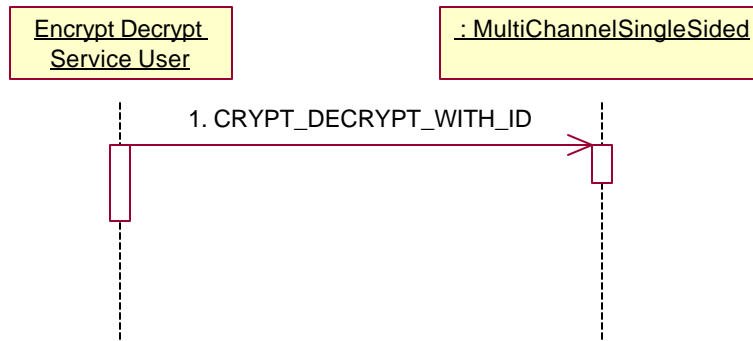 Encrypt Decrypt
Service User
: MultiChannelSingleSided
1. CRYPT_DECRYPT_WITH_ID